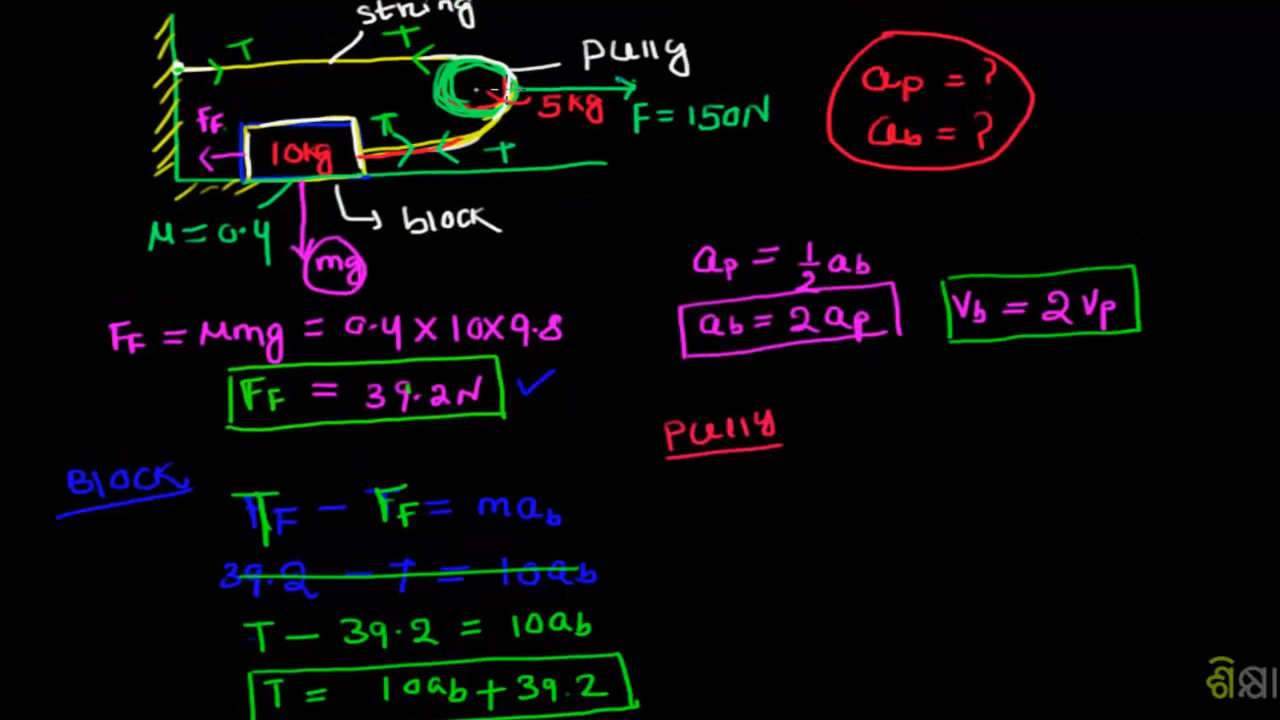 string
T T
pully
5kg
F = 150N
FF T
10kg T
μ = 0.4
block
mg
ap = ?
ab = ?
ap = 1/2 ab
ab = 2ap
Vb = 2Vp
FF = μmg = 0.4 × 10 × 9.8
FF = 39.2N ✓
Pully
Block
T - FF = mab
39.2 - T = 10ab
T - 39.2 = 10ab
T = 10ab + 39.2
শিক্ষা